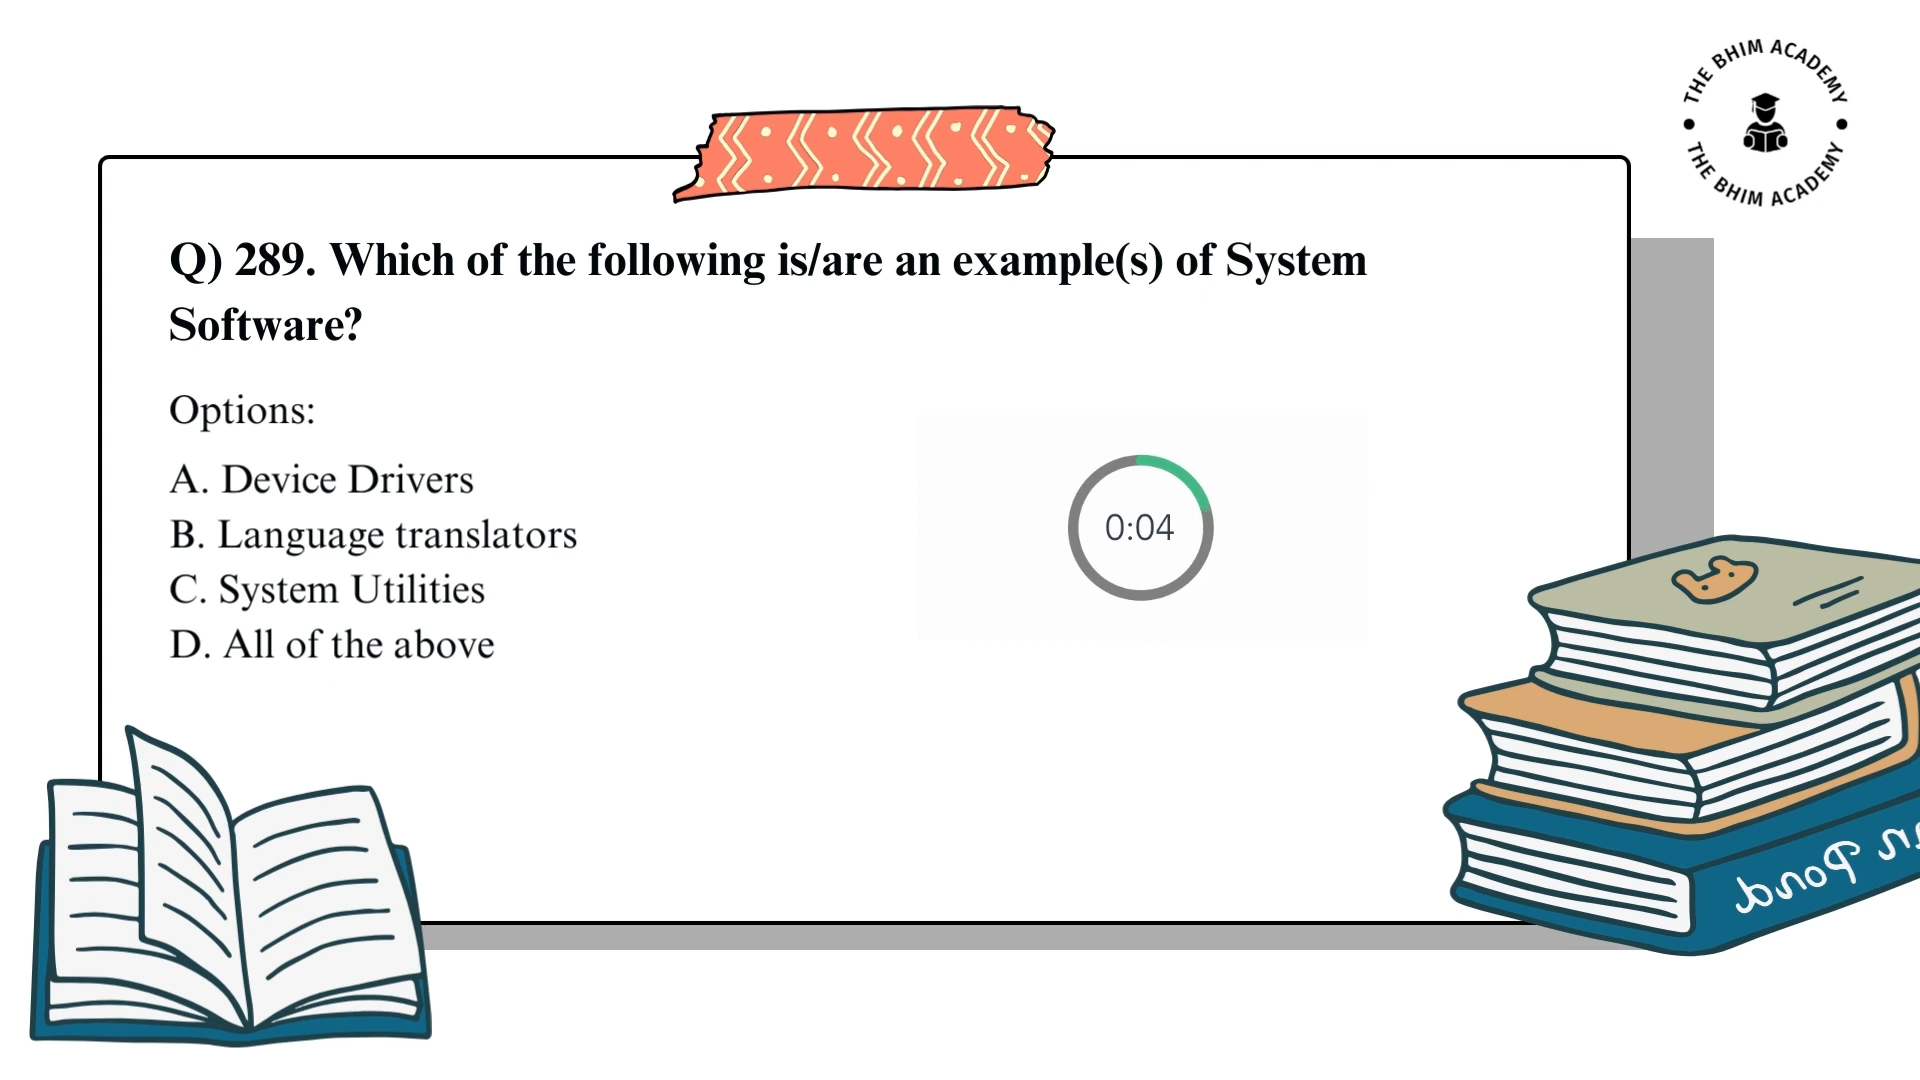 THE BHIM ACADEMY
THE BHIM ACADEMY
Q) 289. Which of the following is/are an example(s) of System
Software?
Options:
A. Device Drivers
B. Language translators
C. System Utilities
D. All of the above
0:04